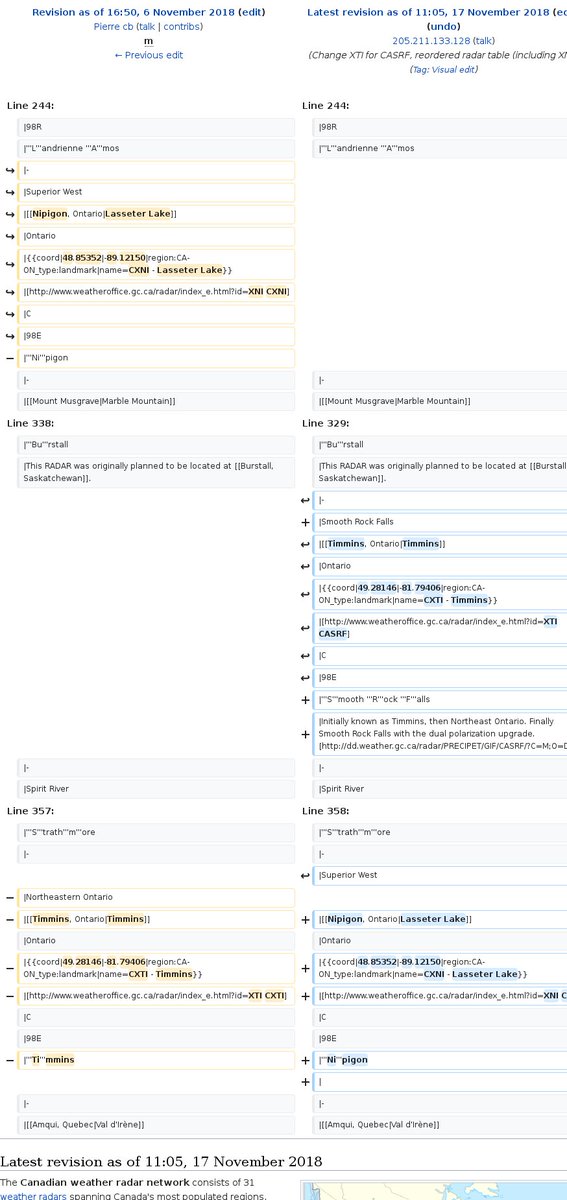 Revision as of 16:50, 6 November 2018 (edit)
Pierre cb (talk | contribs)
m
← Previous edit
Latest revision as of 11:05, 17 November 2018 (e
(undo)
205.211.133.128 (talk)
(Change XTI for CASRF, reordered radar table (including XN
(Tag: Visual edit)
Line 244:
Line 244:
|98R
|98R
|'''L'''andrienne '''A'''mos
|'''L'''andrienne '''A'''mos
|-
|Superior West
|[[Nipigon, Ontario|Lasseter Lake]]
|Ontario
|{{coord|48.85352|-89.12150|region:CA-
ON_type:landmark|name=CXNI - Lasseter Lake}}
|[http://www.weatheroffice.gc.ca/radar/index_e.html?id=XNI CXNI]
|C
|98E
− |'''Ni'''pigon
|-
|-
|[[Mount Musgrave|Marble Mountain]]
|[[Mount Musgrave|Marble Mountain]]
Line 338:
Line 329:
|'''Bu'''rstall
|'''Bu'''rstall
|This RADAR was originally planned to be located at [[Burstall,
Saskatchewan]].
|This RADAR was originally planned to be located at [[Burstall
Saskatchewan]].
|-
+ |Smooth Rock Falls
|[[Timmins, Ontario|Timmins]]
|Ontario
|{{coord|49.28146|-81.79406|region:CA-
ON_type:landmark|name=CXTI - Timmins}}
|[http://www.weatheroffice.gc.ca/radar/index_e.html?id=XTI
CASRF]
|C
|98E
+ |'''S'''mooth '''R'''ock '''F'''alls
+ |Initially known as Timmins, then Northeast Ontario. Finally
Smooth Rock Falls with the dual polarization upgrade.
[http://dd.weather.gc.ca/radar/PRECIPET/GIF/CASRF/?C=M;O=D
|-
|-
|Spirit River
|Spirit River
Line 357:
Line 358:
|'''S'''trath'''m'''ore
|'''S'''trath'''m'''ore
|-
|-
|Superior West
− |Northeastern Ontario
− |[[Timmins, Ontario|Timmins]]
+ |[[Nipigon, Ontario|Lasseter Lake]]
|Ontario
|Ontario
− |{{coord|49.28146|-81.79406|region:CA-
ON_type:landmark|name=CXTI - Timmins}}
+ |{{coord|48.85352|-89.12150|region:CA-
ON_type:landmark|name=CXNI - Lasseter Lake}}
− |[http://www.weatheroffice.gc.ca/radar/index_e.html?id=XTI CXTI]
+ |[http://www.weatheroffice.gc.ca/radar/index_e.html?id=XNI C
|C
|C
|98E
|98E
− |'''Ti'''mmins
+ |'''Ni'''pigon
+ |
|-
|-
|[[Amqui, Quebec|Val d'Irène]]
|[[Amqui, Quebec|Val d'Irène]]
Latest revision as of 11:05, 17 November 2018
The Canadian weather radar network consists of 31
weather radars spanning Canada's most populated regions.